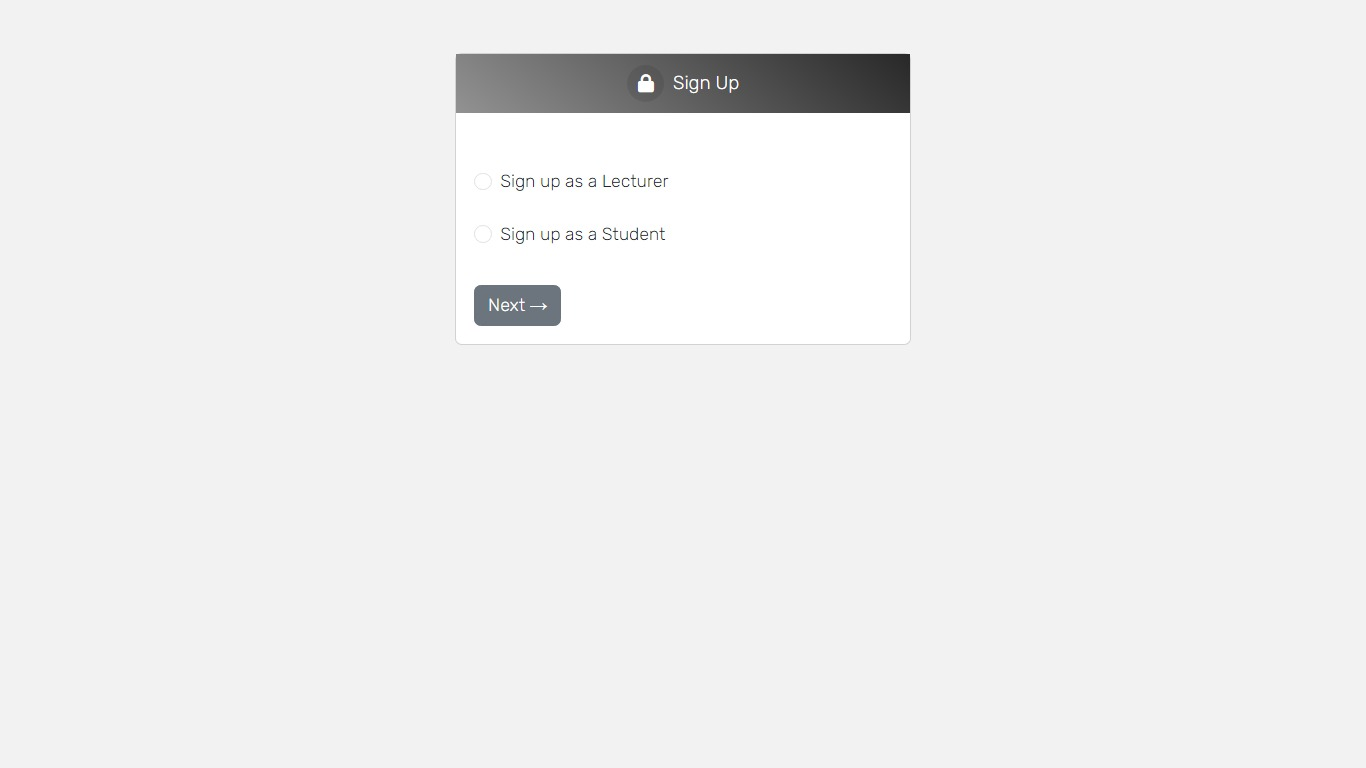 Sign Up
Sign up as a Lecturer
Sign up as a Student
Next →